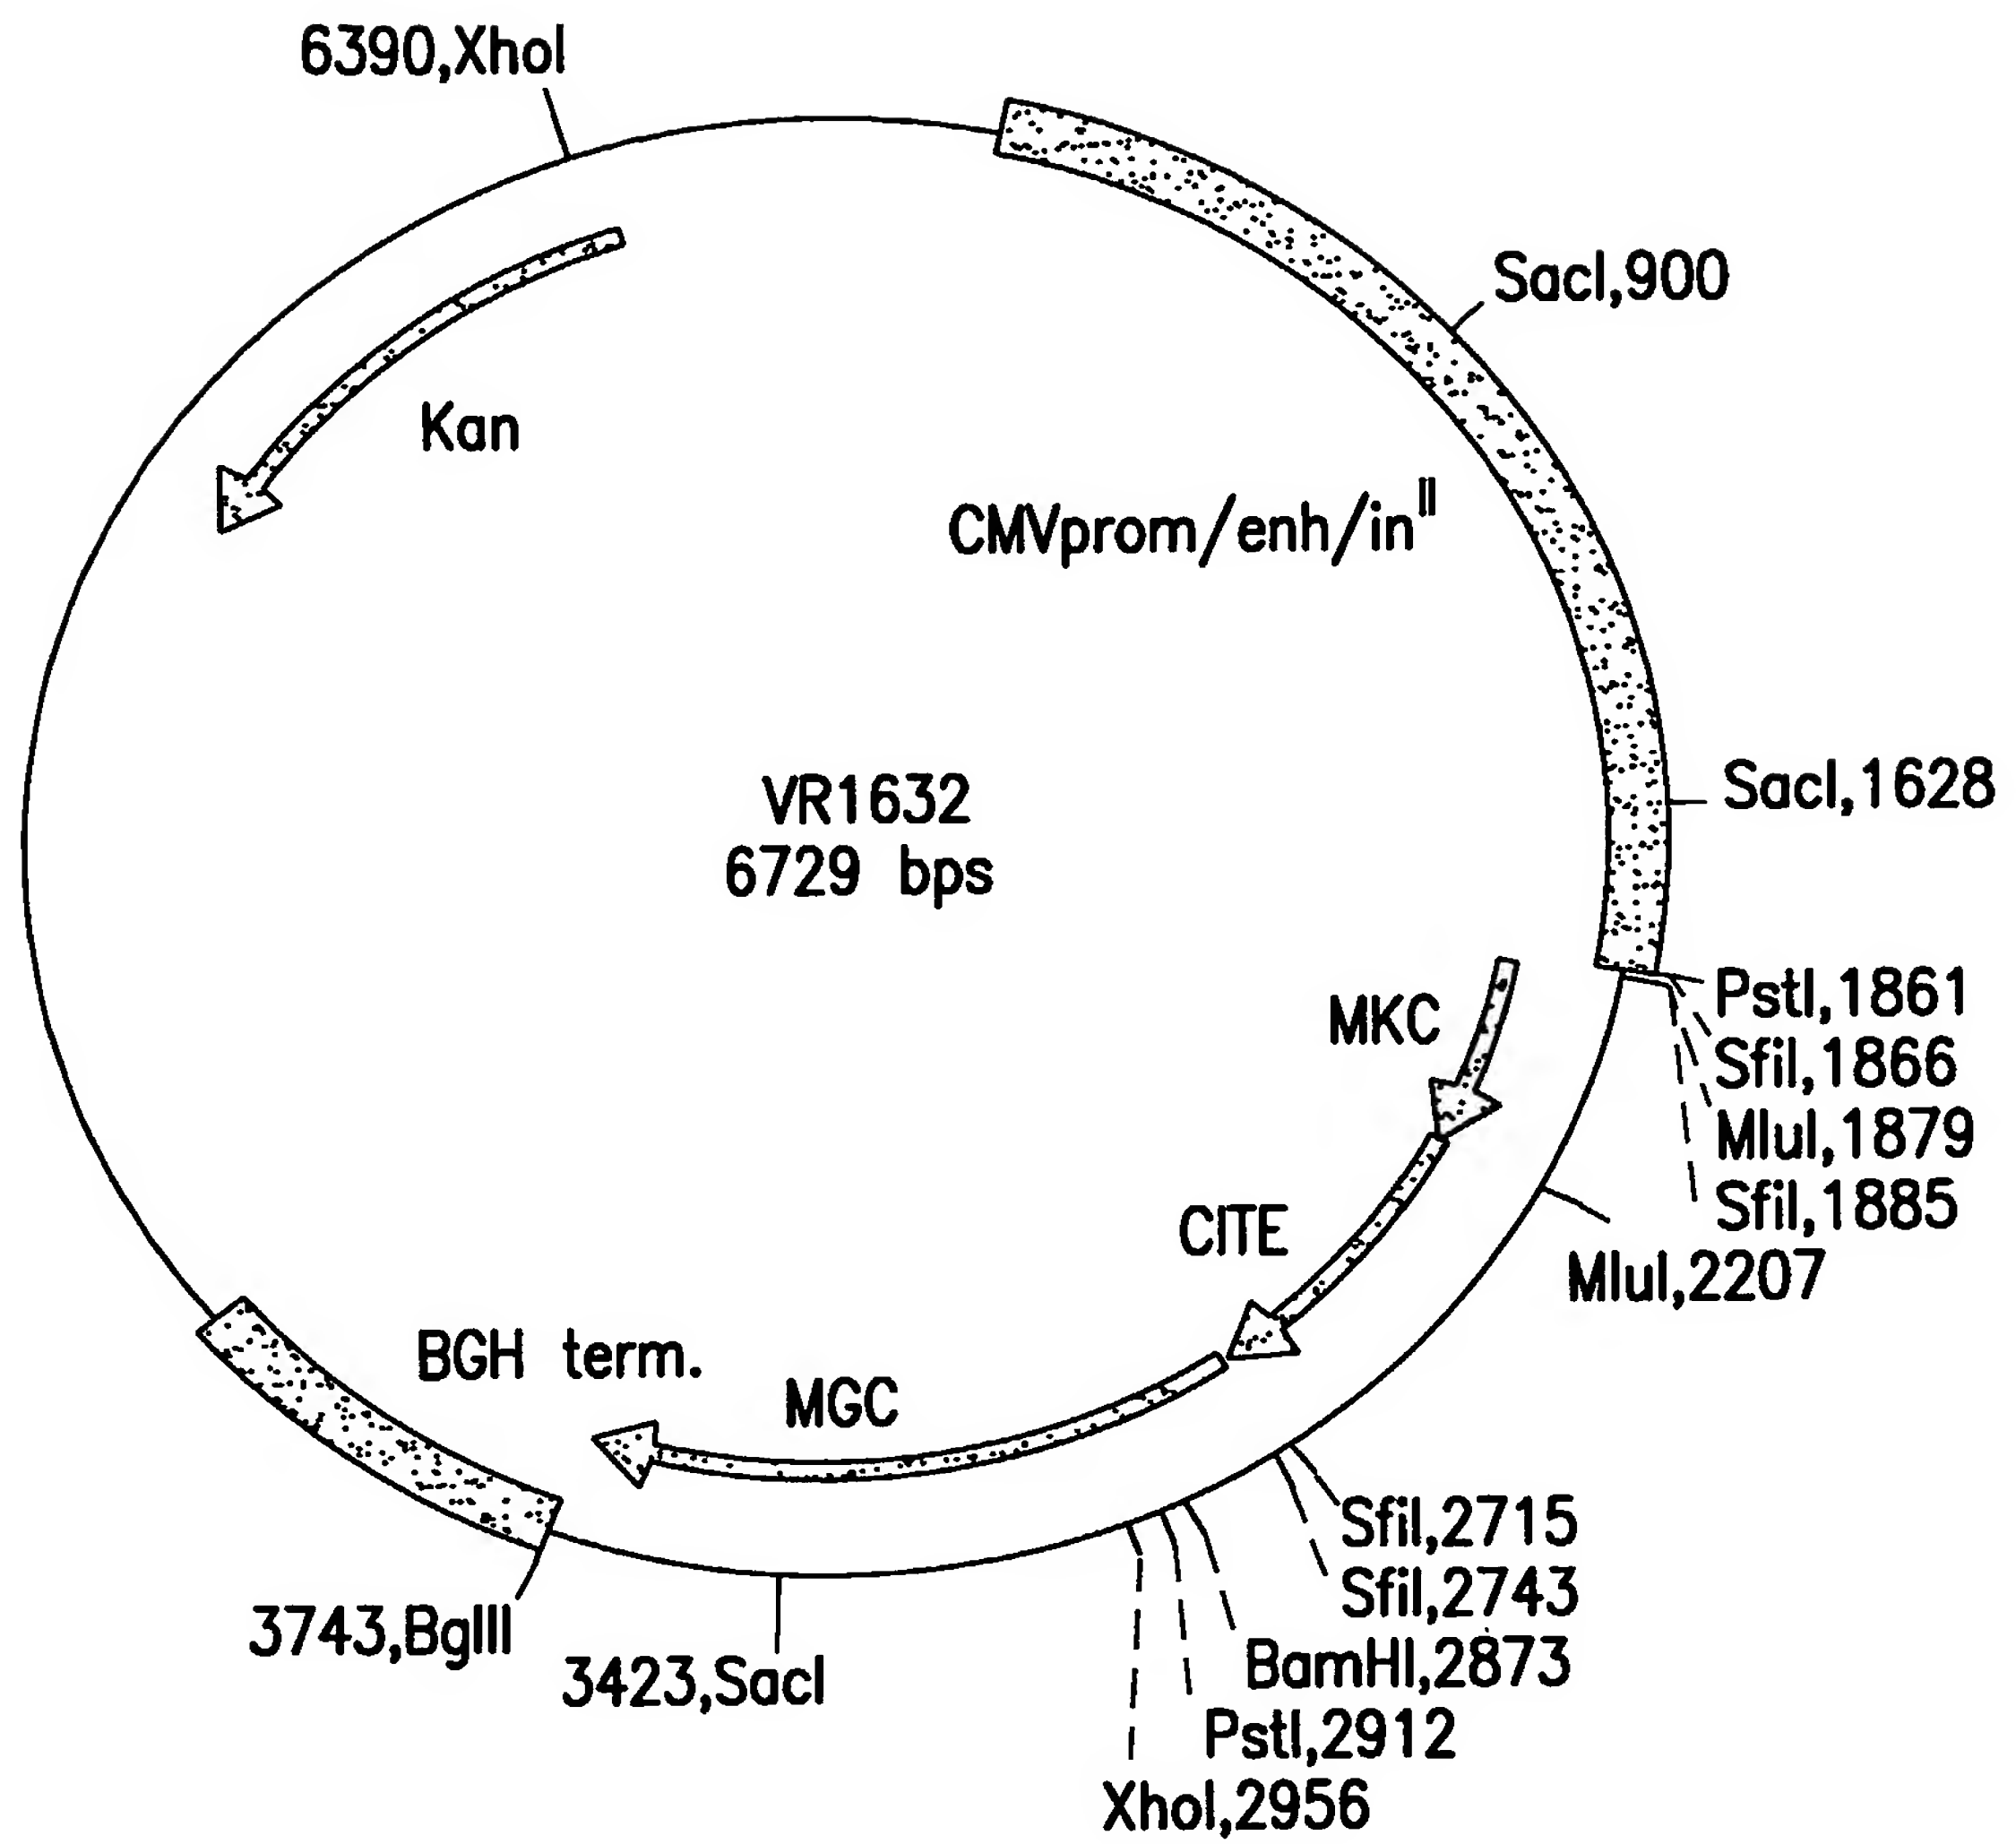 6390,XhoI
SacI,900
Kan
CMVprom/enh/in II
VR1632
6729 bps
SacI,1628
PstI,1861
SfiI,1866
MluI,1879
SfiI,1885
MKC
MluI,2207
CITE
BGH term.
MGC
SfiI,2715
SfiI,2743
BamHI,2873
PstI,2912
XhoI,2956
3743,BglII
3423,SacI